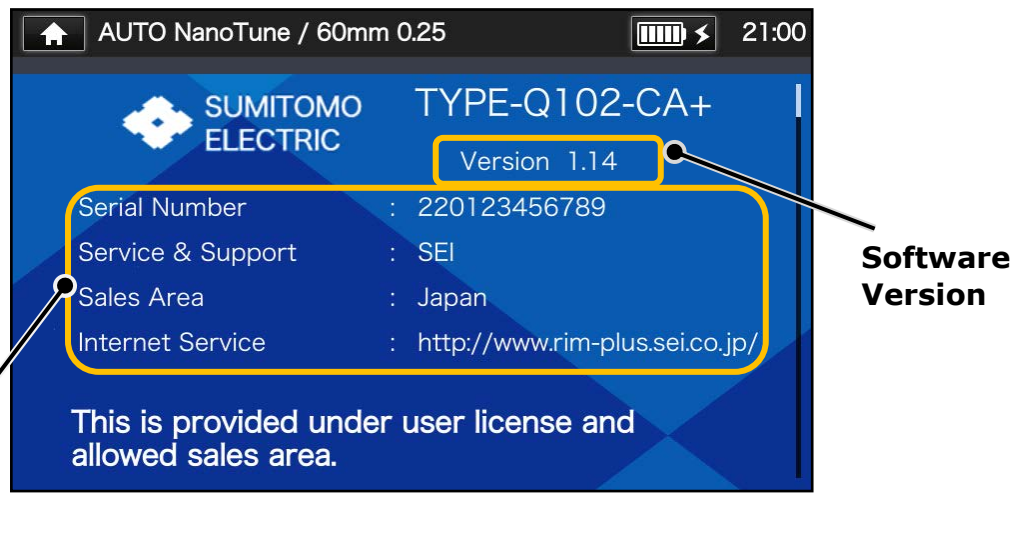 AUTO NanoTune / 60mm 0.25 21:00
SUMITOMO ELECTRIC
TYPE-Q102-CA+
Version 1.14
Serial Number : 220123456789
Service & Support : SEI
Sales Area : Japan
Internet Service : http://www.rim-plus.sei.co.jp/
This is provided under user license and
allowed sales area.
Software
Version